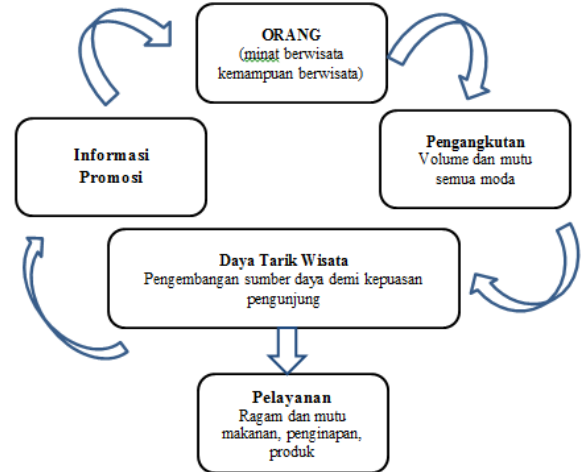 ORANG
(minat berwisata
kemampuan berwisata)
Pengangkutan
Volume dan mutu
semua moda
Informasi
Promosi
Daya Tarik Wisata
Pengembangan sumber daya demi kepuasan
pengunjung
Pelayanan
Ragam dan mutu
makanan, penginapan,
produk